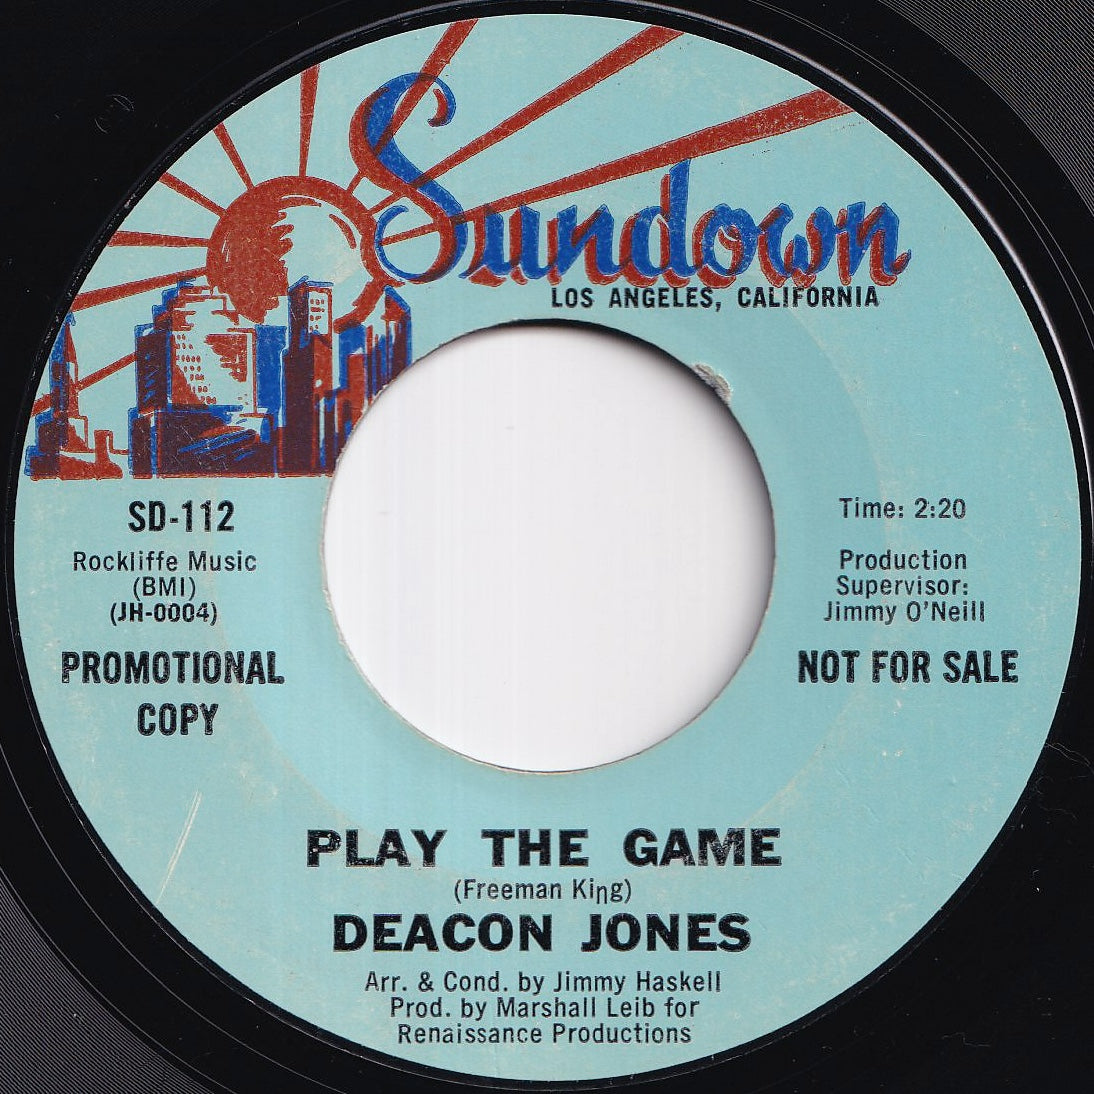 Sundown
LOS ANGELES, CALIFORNIA
SD-112
Rockliffe Music
(BMI)
(JH-0004)
PROMOTIONAL
COPY
Time: 2:20
Production
Supervisor:
Jimmy O'Neill
NOT FOR SALE
PLAY THE GAME
(Freeman King)
DEACON JONES
Arr. & Cond. by Jimmy Haskell
Prod. by Marshall Leib for
Renaissance Productions